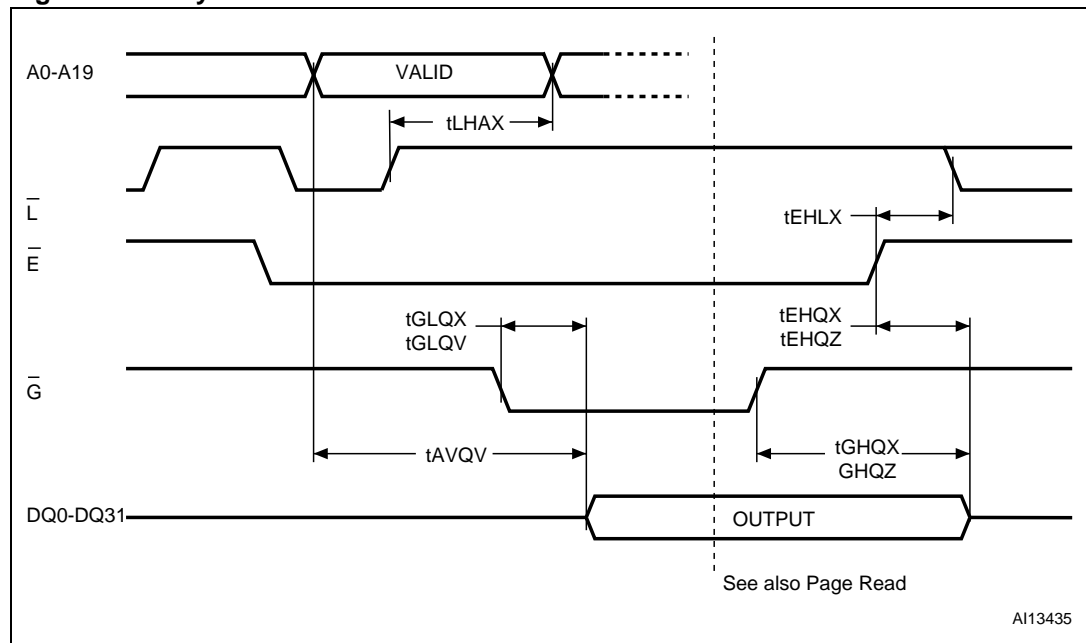 A0-A19
VALID
tLHAX
L
tEHLX
E
tGLQX
tGLQV
tEHQX
tEHQZ
G
tAVQV
tGHQX
GHQZ
DQ0-DQ31
OUTPUT
See also Page Read
AI13435